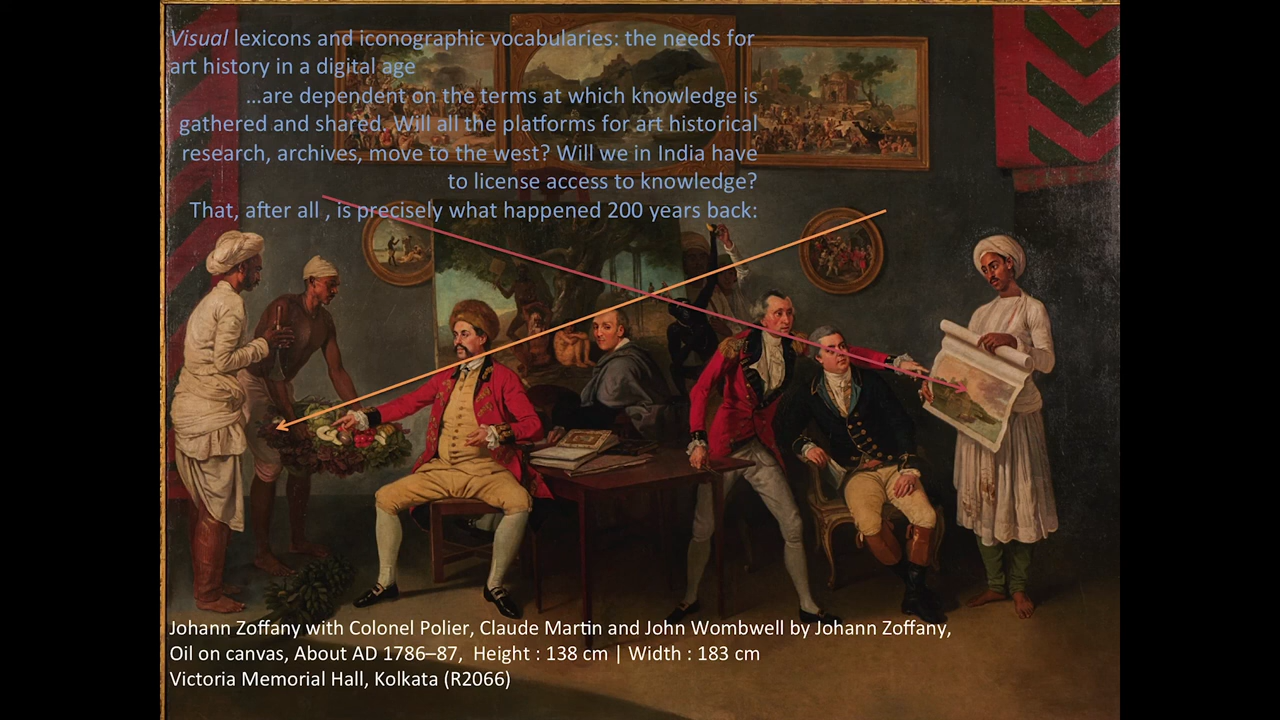 Visual lexicons and iconographic vocabularies: the needs for
art history in a digital age
...are dependent on the terms at which knowledge is
gathered and shared. Will all the platforms for art historical
research, archives, move to the west? Will we in India have
to license access to knowledge?
That, after all , is precisely what happened 200 years back:
Johann Zoffany with Colonel Polier, Claude Martin and John Wombwell by Johann Zoffany,
Oil on canvas, About AD 1786–87,  Height : 138 cm | Width : 183 cm
Victoria Memorial Hall, Kolkata (R2066)